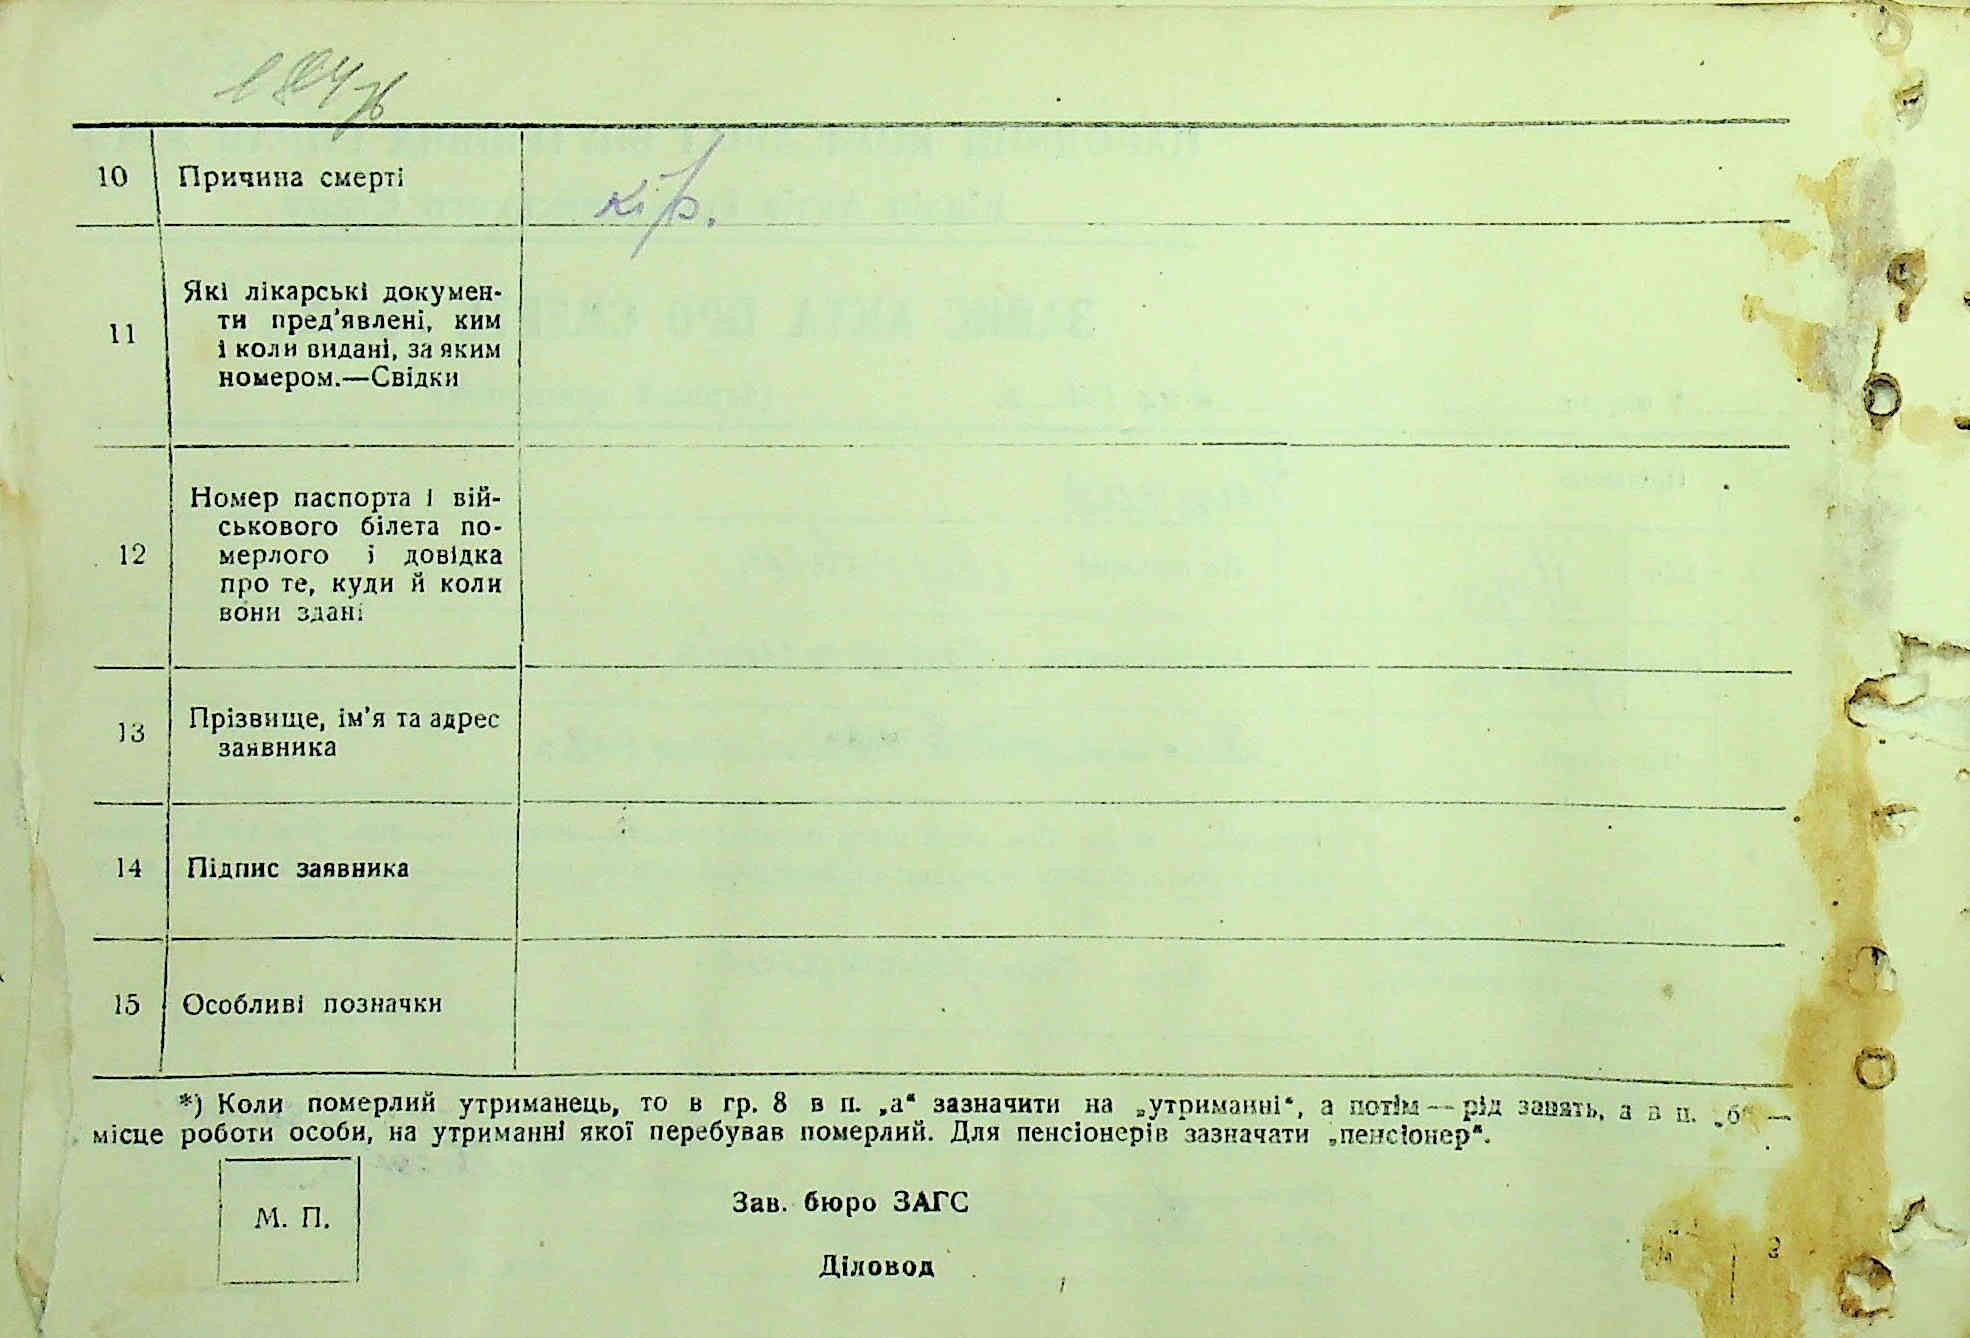 184
10 Причина смерті кір.
11 Які лікарські докумен-
ти пред'явлені, ким
і коли видані, за яким
номером.—Свідки
12 Номер паспорта і вій-
ськового білета по-
мерлого і довідка
про те, куди й коли
вони здані
13 Прізвище, ім'я та адрес
заявника
14 Підпис заявника
15 Особливі позначки
*) Коли померлий утриманець, то в гр. 8 в п. „а“ зазначити на „утриманні“, а потім — рід занять, а в п. „б“ —
місце роботи особи, на утриманні якої перебував померлий. Для пенсіонерів зазначати „пенсіонер“.
М. П.
Зав. бюро ЗАГС
Діловод